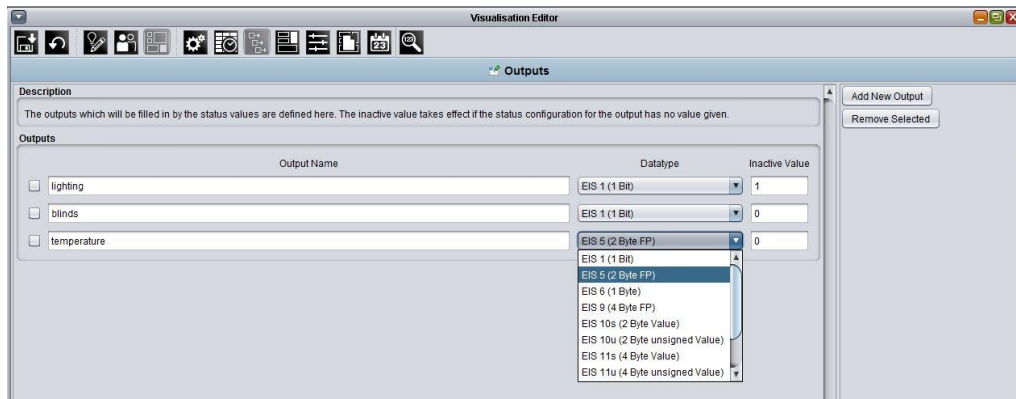 Visualisation Editor
23
Outputs
Description
The outputs which will be filled in by the status values are defined here. The inactive value takes effect if the status configuration for the output has no value given.
Add New Output
Remove Selected
Outputs
Output Name Datatype Inactive Value
lighting EIS 1 (1 Bit) 1
blinds EIS 1 (1 Bit) 0
temperature EIS 5 (2 Byte FP) 0
EIS 1 (1 Bit)
EIS 5 (2 Byte FP)
EIS 6 (1 Byte)
EIS 9 (4 Byte FP)
EIS 10s (2 Byte Value)
EIS 10u (2 Byte unsigned Value)
EIS 11s (4 Byte Value)
EIS 11u (4 Byte unsigned Value)